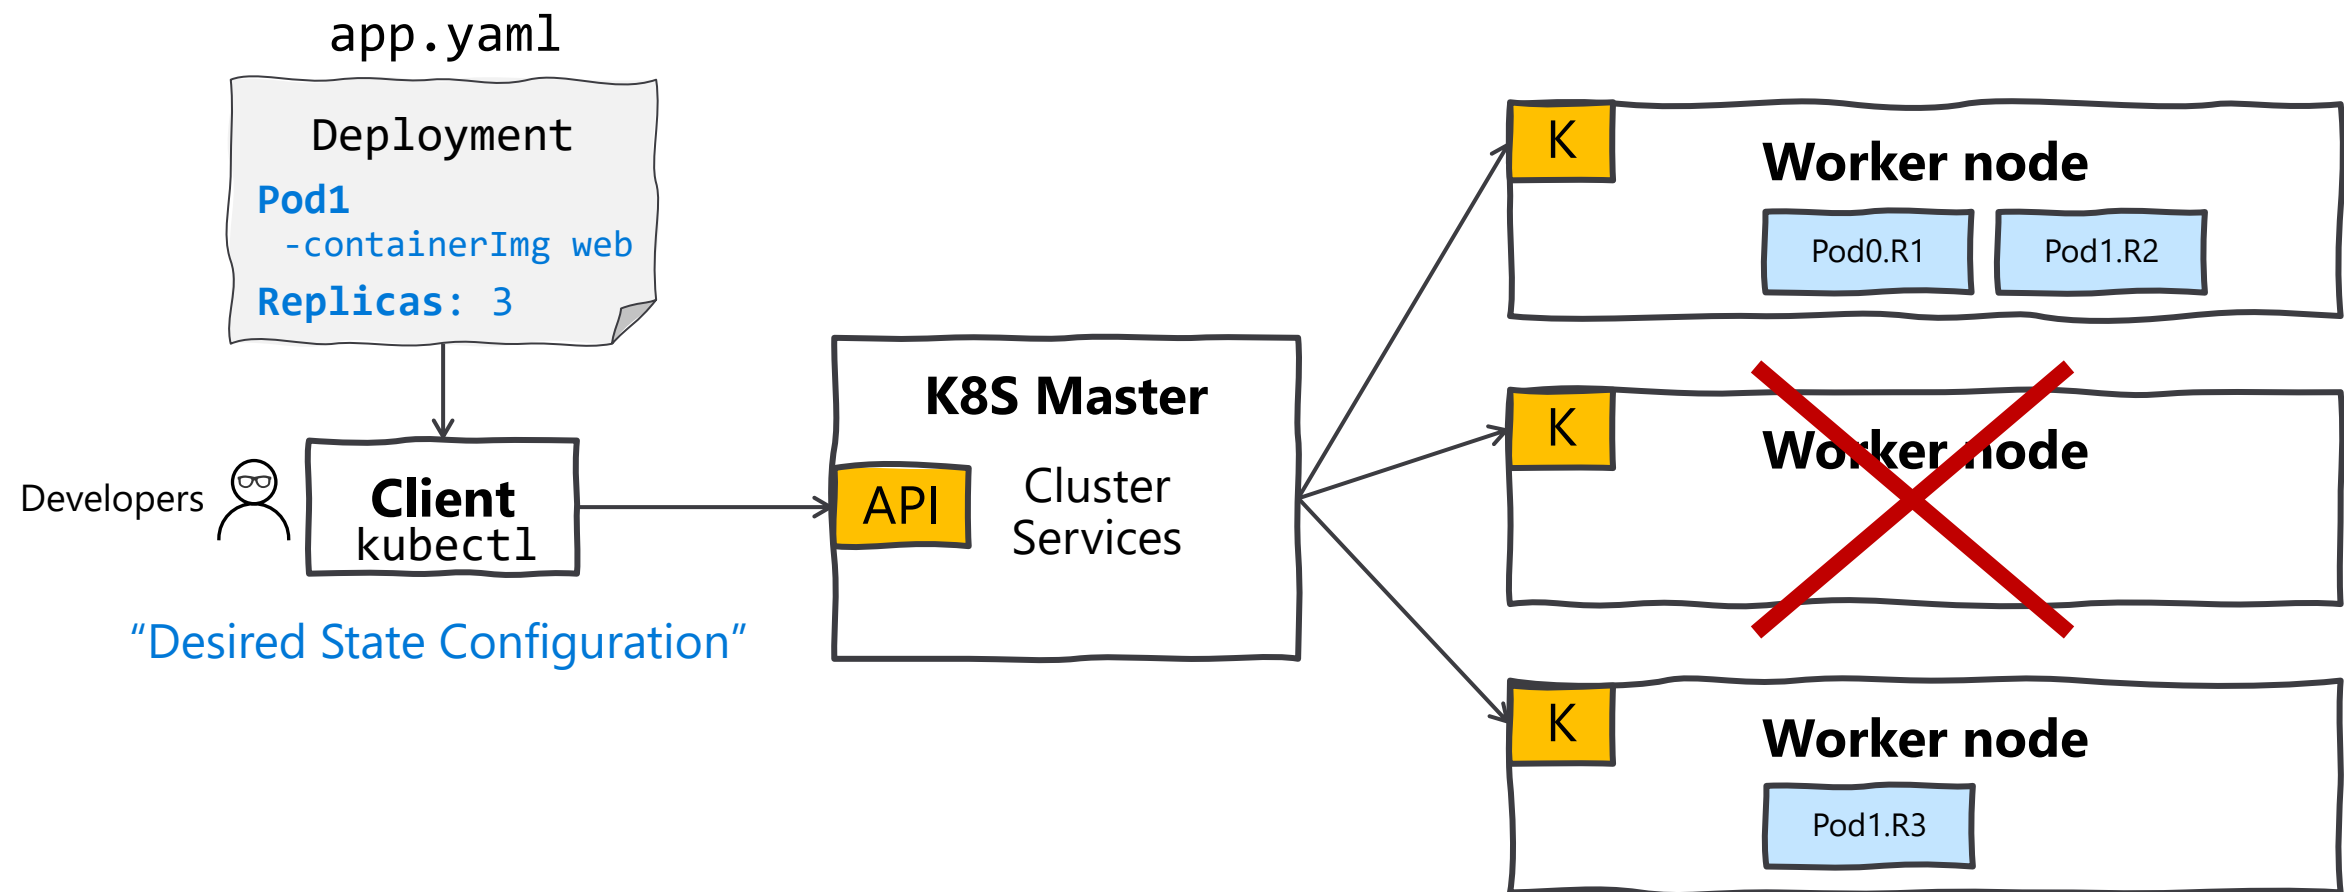 app.yaml
Deployment
Pod1
-containerImg web
Replicas: 3
Developers
Client
kubectl
“Desired State Configuration”
K8S Master
API
Cluster
Services
K
Worker node
Pod0.R1
Pod1.R2
K
Worker node
K
Worker node
Pod1.R3